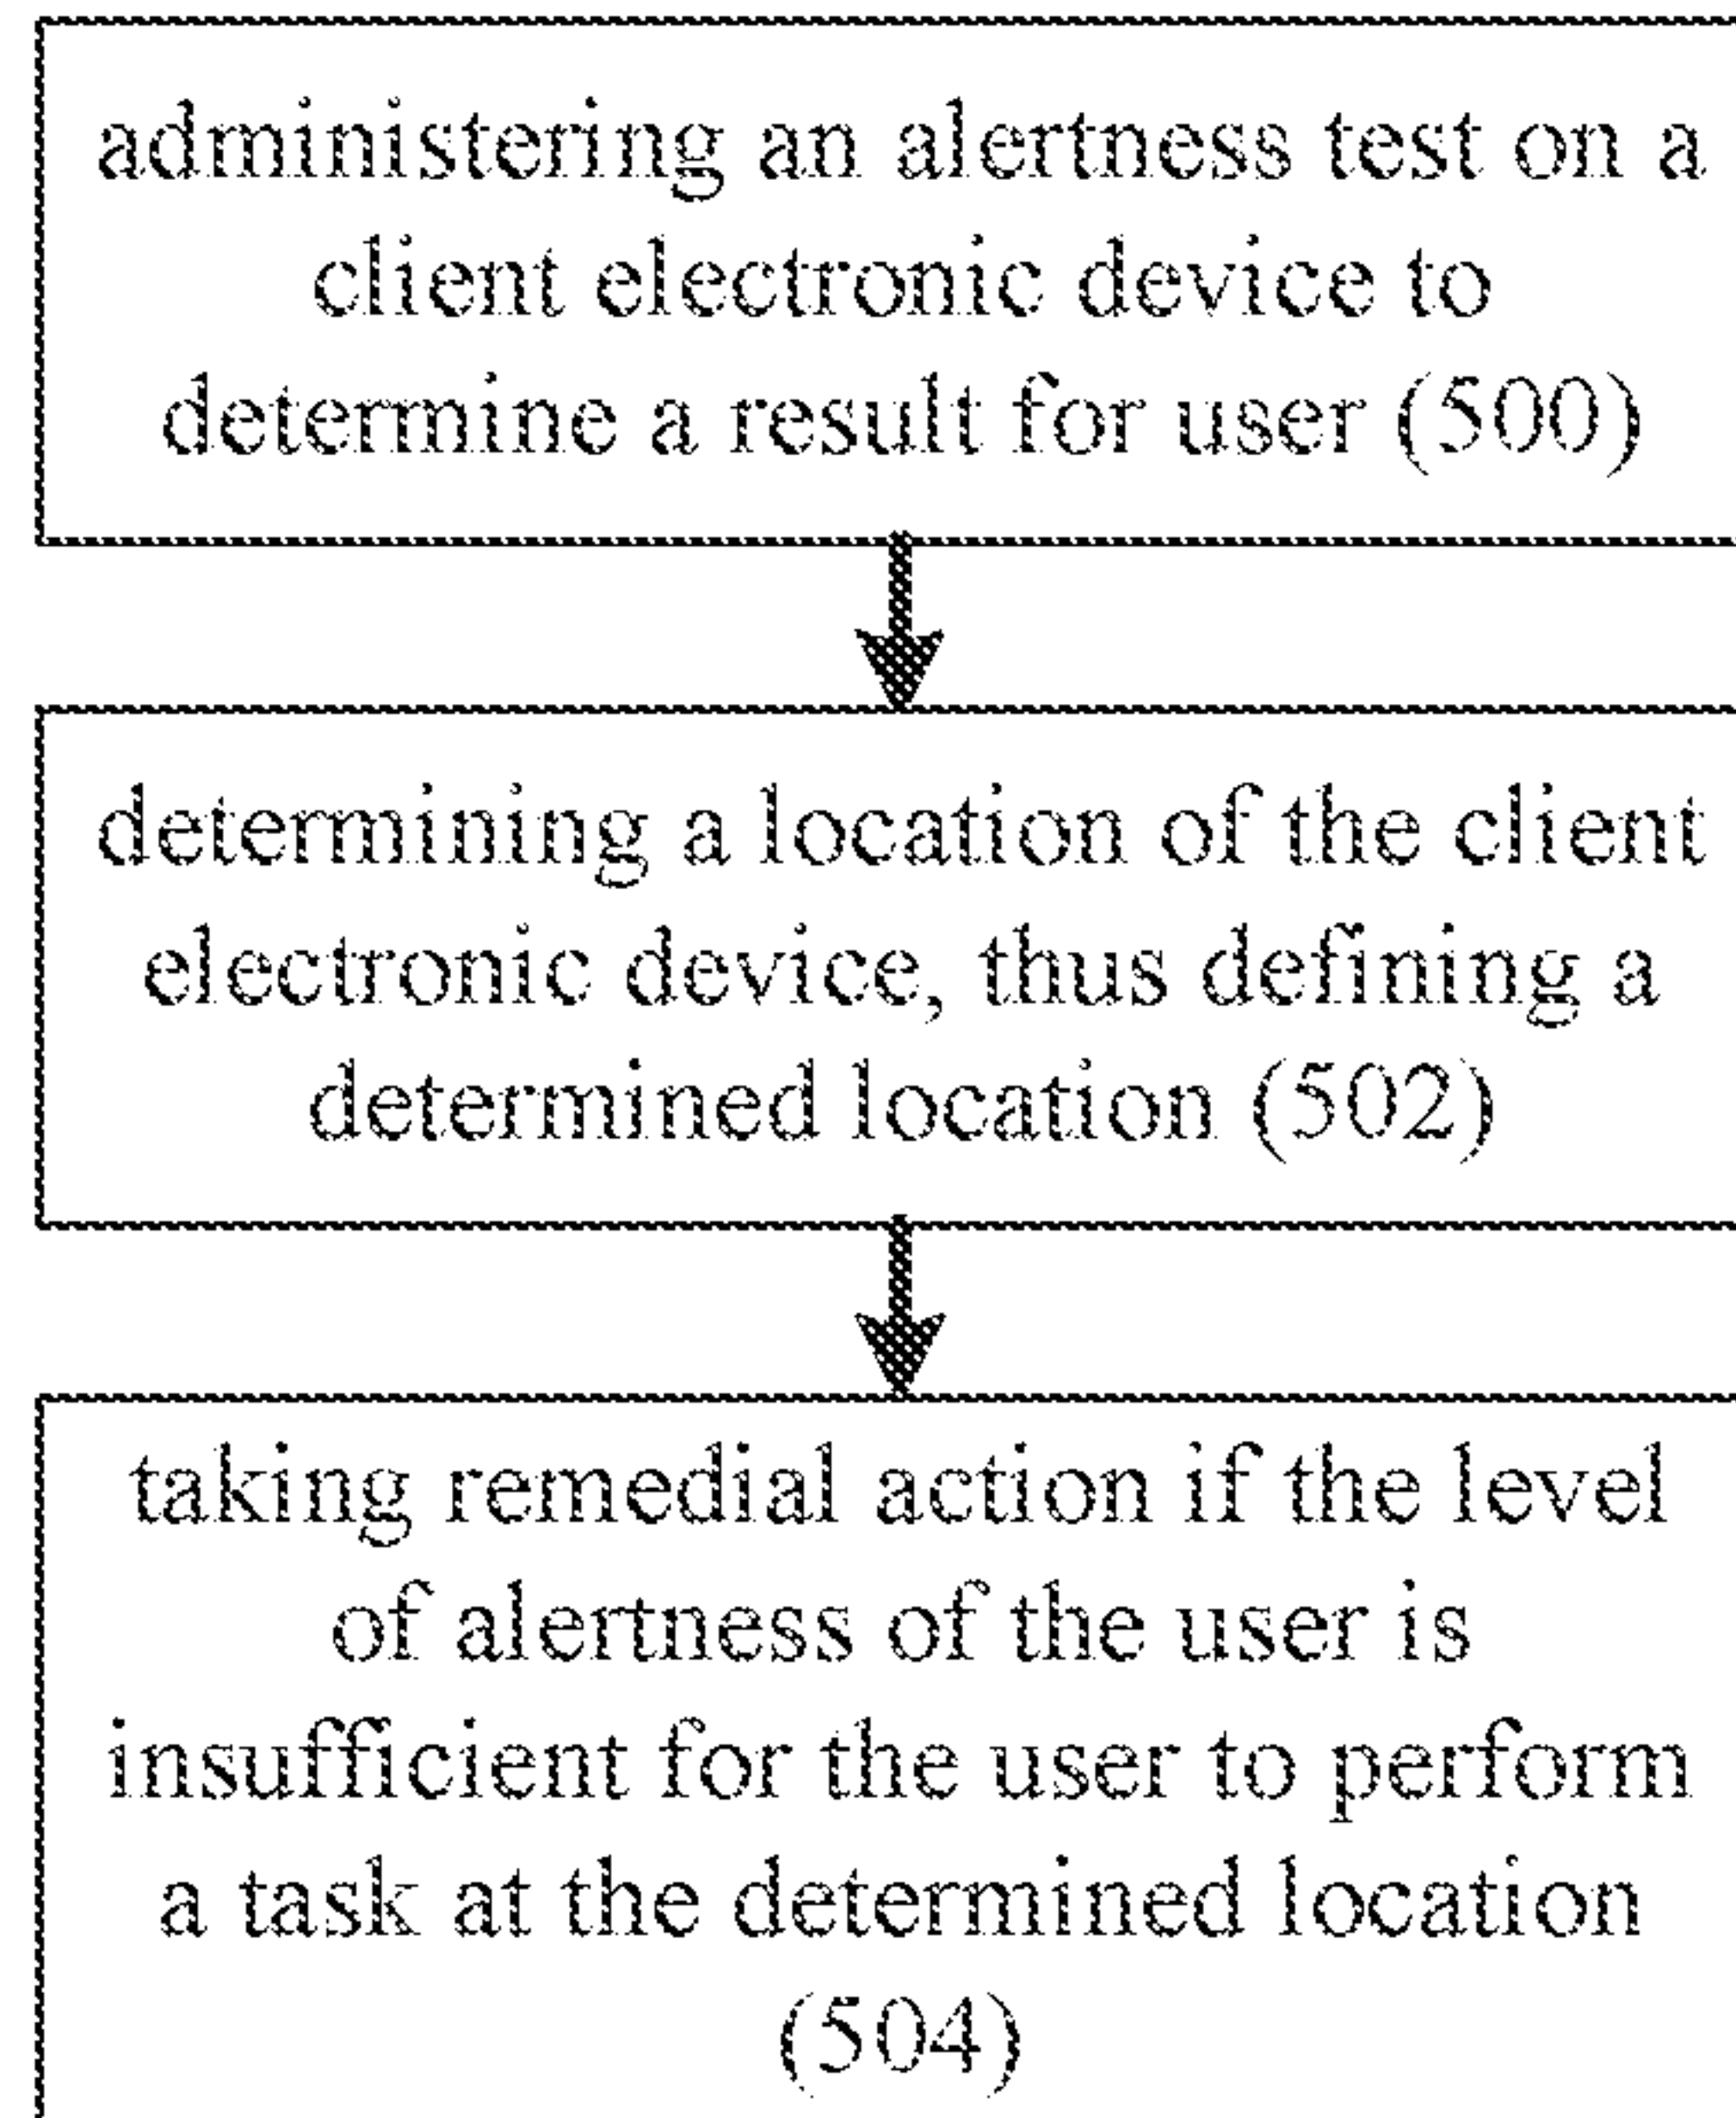 administering an alertness test on a
client electronic device to
determine a result for user (500)
determining a location of the client
electronic device, thus defining a
determined location (502)
taking remedial action if the level
of alertness of the user is
insufficient for the user to perform
a task at the determined location
(504)